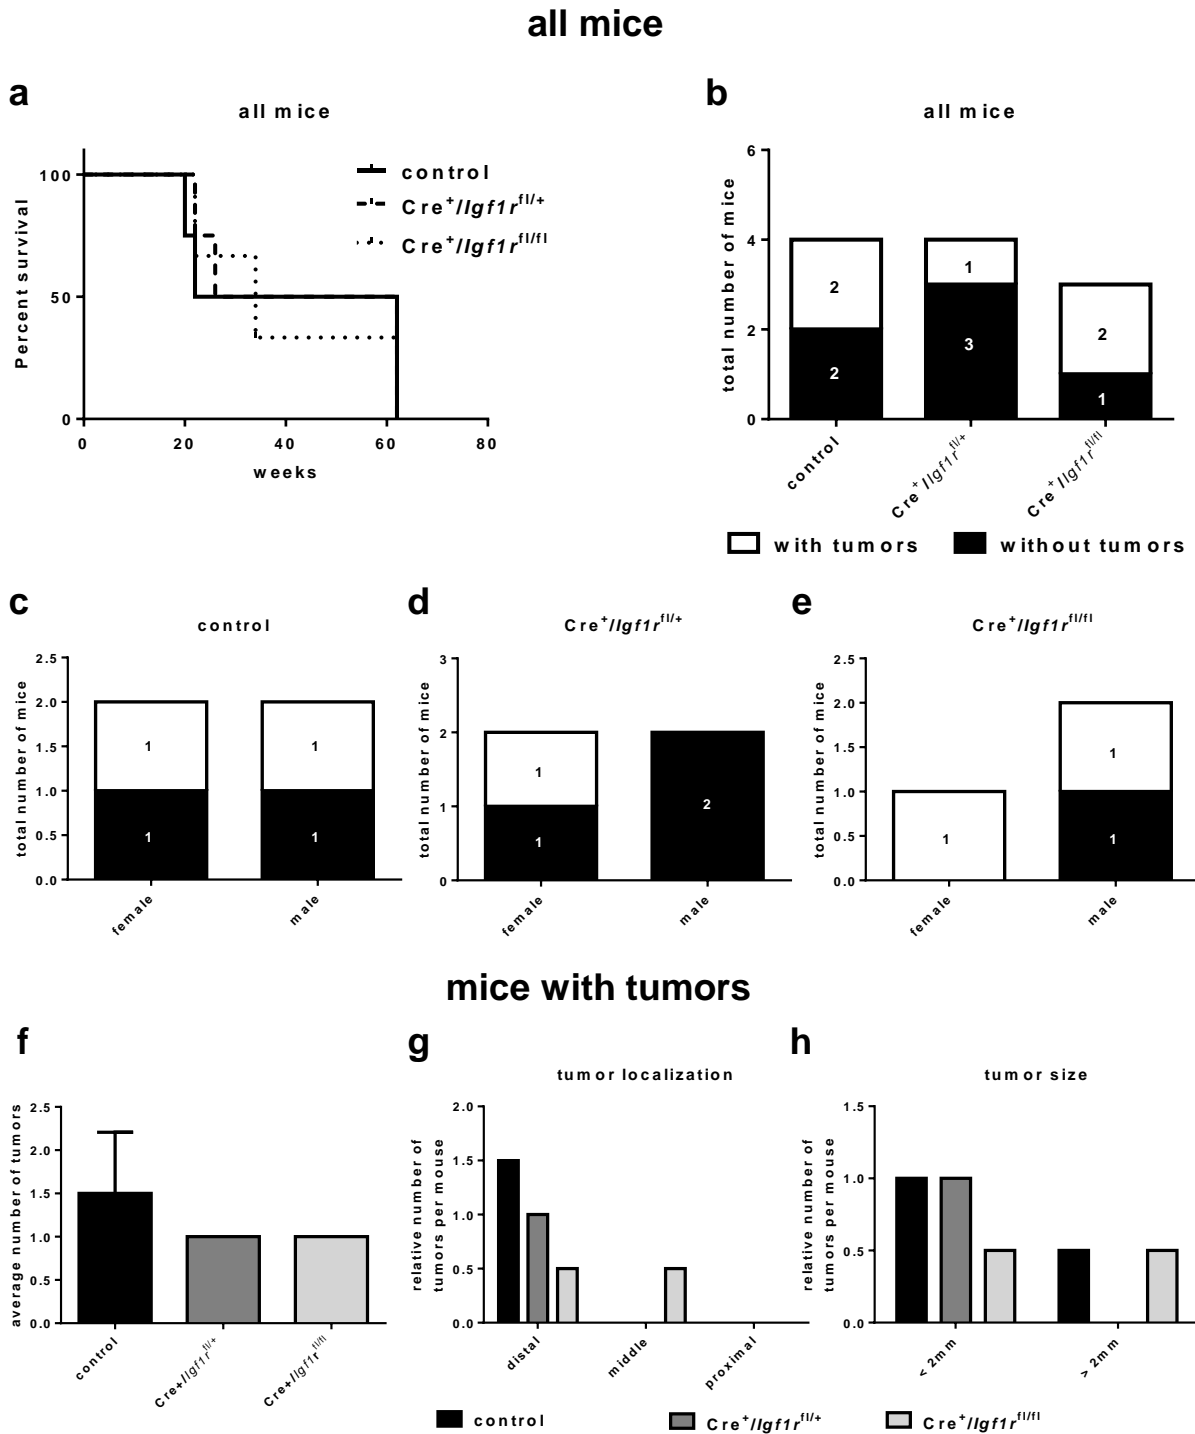 all mice
a
all mice
Percent survival
100
50
0
0 20 40 60 80
weeks
control
Cre+/Igf1r fl/+
Cre+/Igf1r fl/fl
b
all mice
total number of mice
6
4
2
0
2
2
1
3
2
1
control
Cre+/Igf1r fl/+
Cre+/Igf1r fl/fl
with tumors
without tumors
c
control
total number of mice
2.5
2.0
1.5
1.0
0.5
0.0
1
1
1
1
female
male
d
Cre+/Igf1r fl/+
total number of mice
3
2
1
0
1
1
2
female
male
e
Cre+/Igf1r fl/fl
total number of mice
2.5
2.0
1.5
1.0
0.5
0.0
1
1
1
female
male
mice with tumors
f
average number of tumors
2.5
2.0
1.5
1.0
0.5
0.0
control
Cre+/Igf1r fl/+
Cre+/Igf1r fl/fl
g
tumor localization
relative number of
tumors per mouse
2.0
1.5
1.0
0.5
0.0
distal
middle
proximal
h
tumor size
relative number of
tumors per mouse
1.5
1.0
0.5
0.0
< 2mm
> 2mm
control
Cre+/Igf1r fl/+
Cre+/Igf1r fl/fl